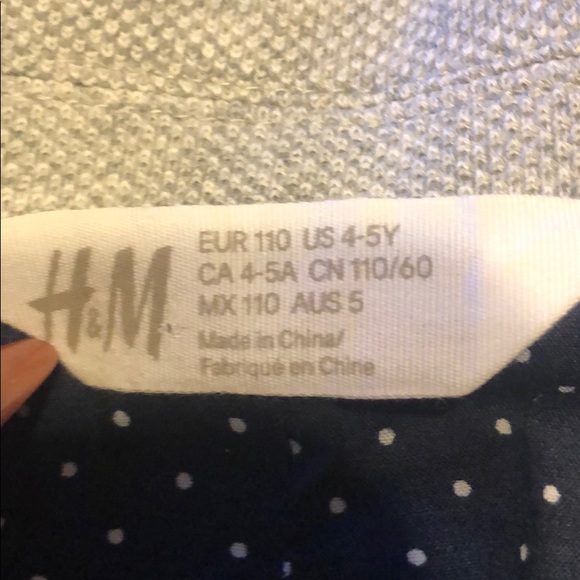 H&M
EUR 110 US 4-5Y
CA 4-5A CN 110/60
MX 110 AUS 5
Made in China/
Fabriqué en Chine